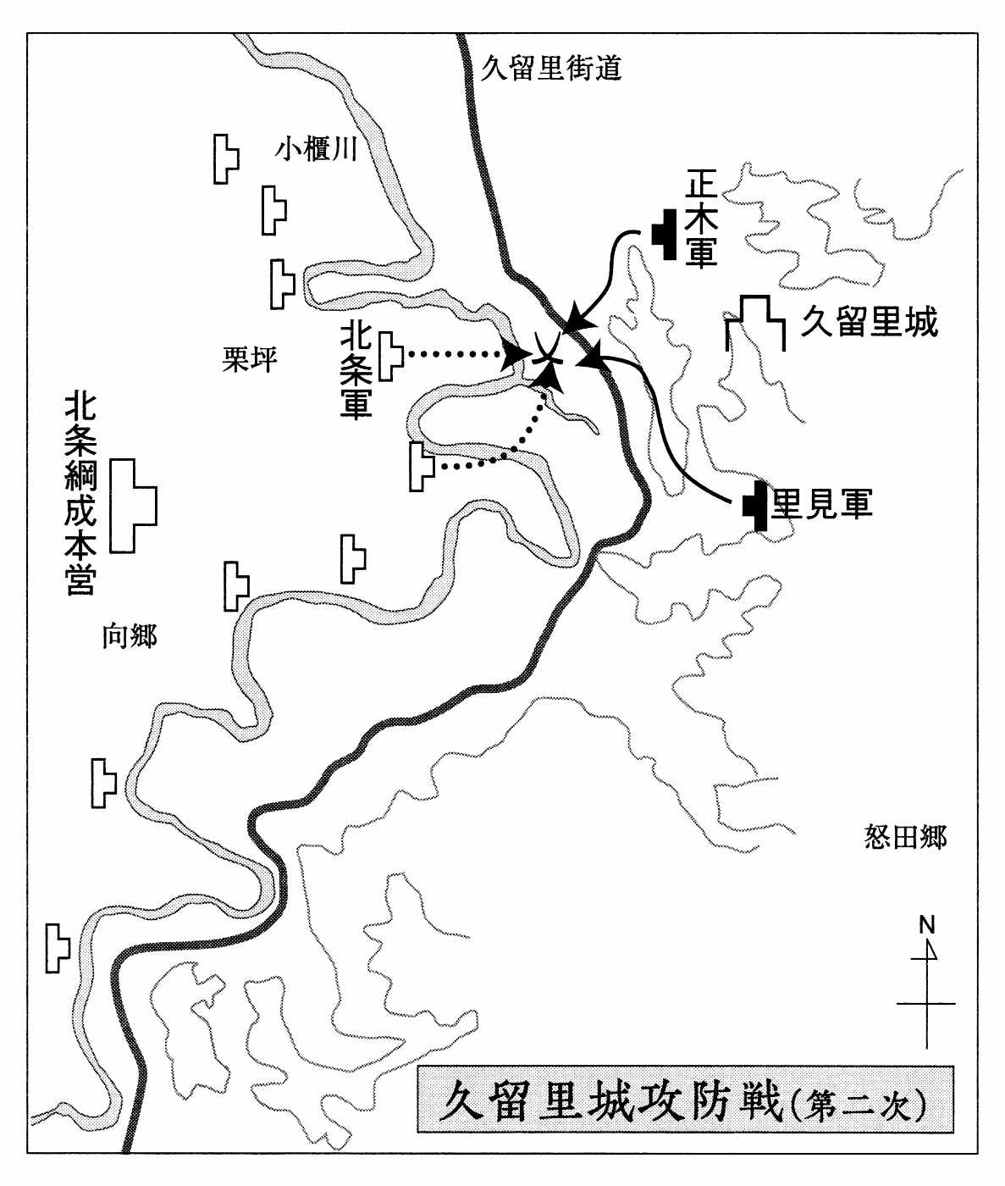 久留里街道
小櫃川
正木軍
久留里城
北条軍
栗坪
北条綱成本営
里見軍
向郷
怒田郷
N
久留里城攻防戦(第二次)